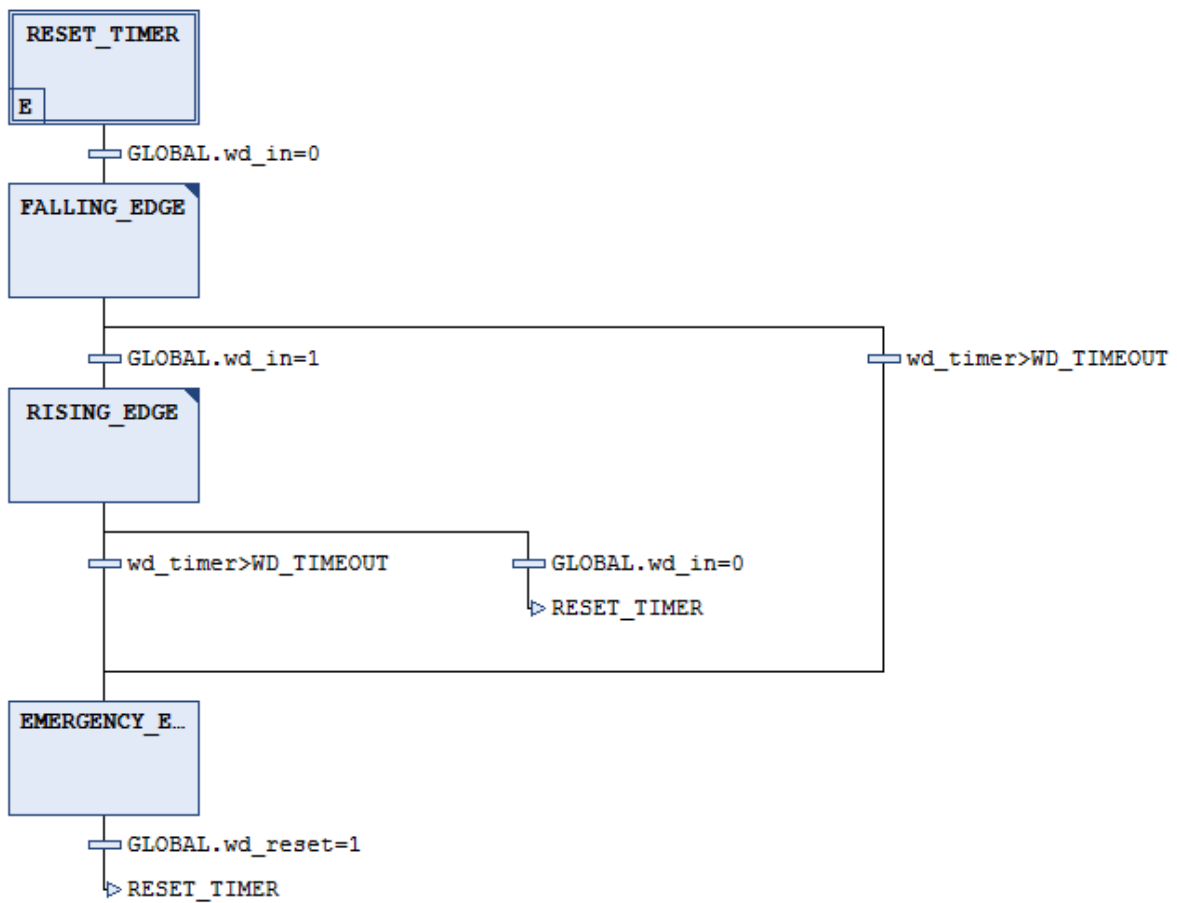 RESET_TIMER
E
GLOBAL.wd_in=0
FALLING_EDGE
GLOBAL.wd_in=1
wd_timer>WD_TIMEOUT
RISING_EDGE
wd_timer>WD_TIMEOUT
GLOBAL.wd_in=0
RESET_TIMER
EMERGENCY_E…
GLOBAL.wd_reset=1
RESET_TIMER